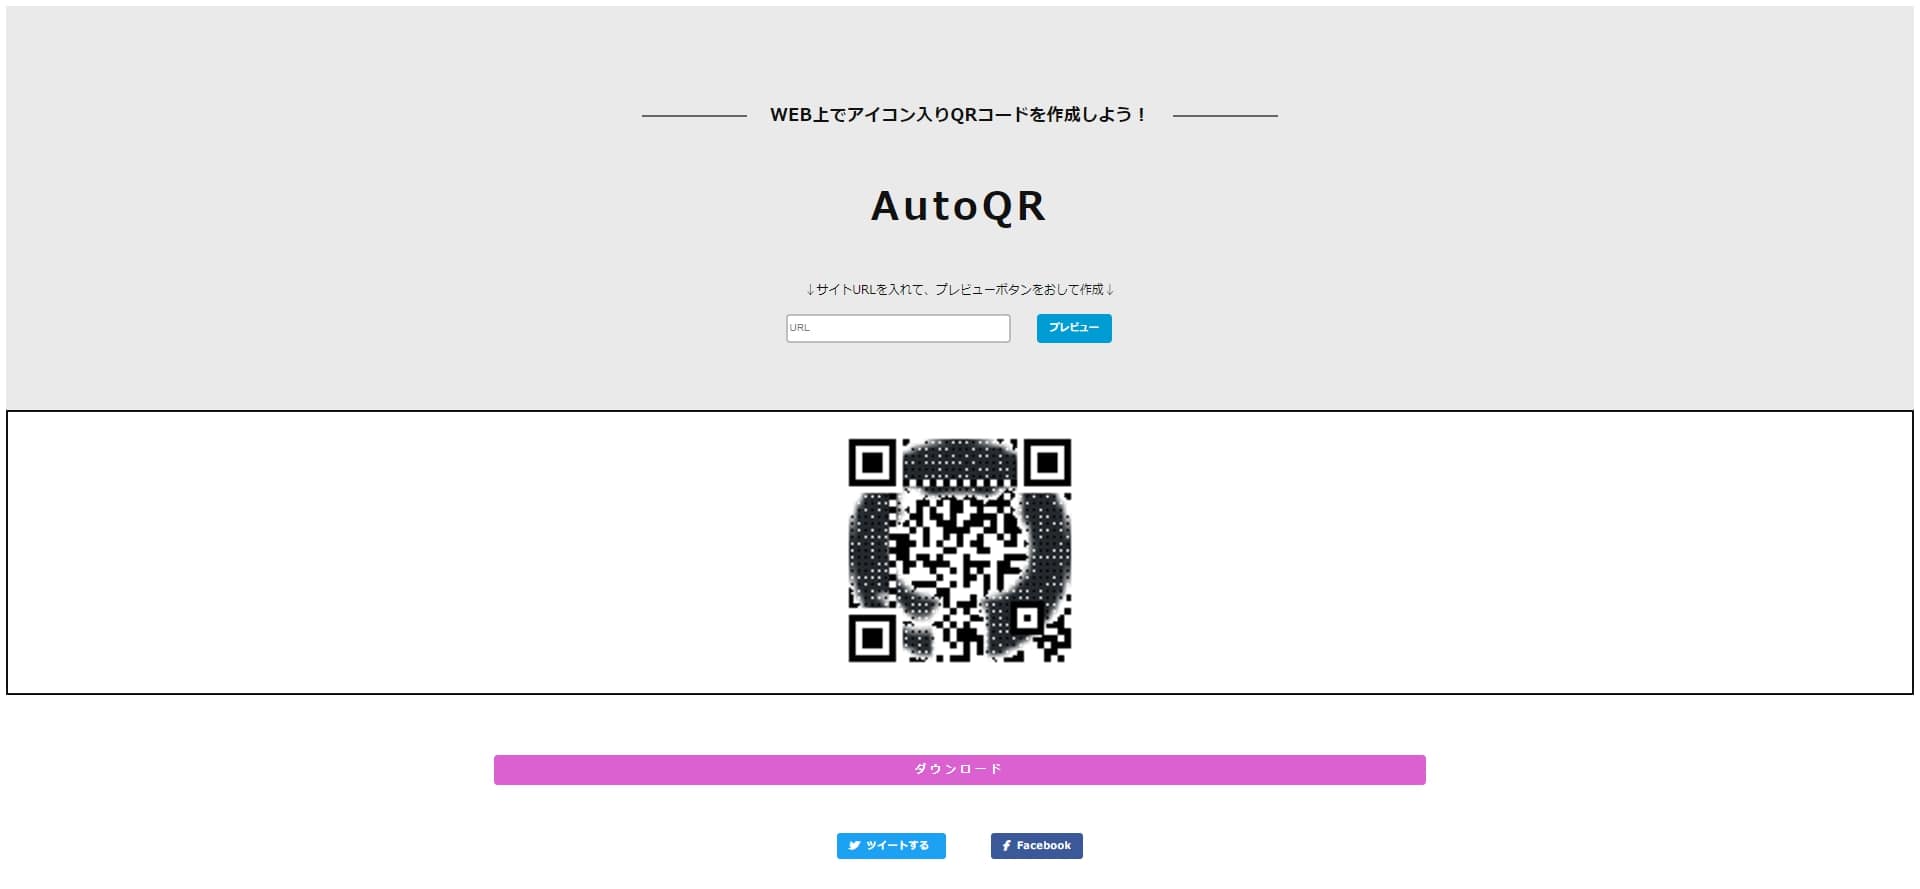 WEB上でアイコン入りQRコードを作成しよう！
AutoQR
↓サイトURLを入れて、プレビューボタンをおして作成↓
URL
プレビュー
ダウンロード
ツイートする
Facebook